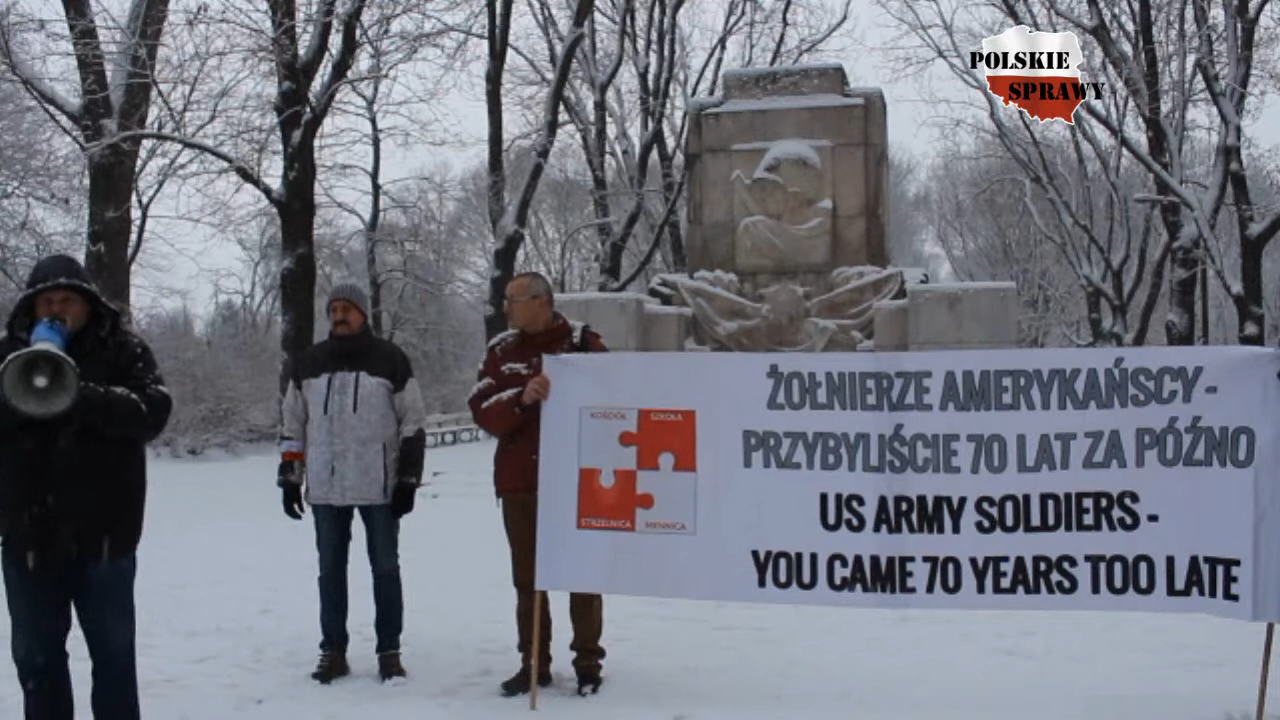 POLSKIE
SPRAWY
KOŚCIÓŁ SZKOŁA
STRZELNICA MENNICA
ŻOŁNIERZE AMERYKAŃSCY -
PRZYBYLIŚCIE 70 LAT ZA PÓŹNO
US ARMY SOLDIERS -
YOU CAME 70 YEARS TOO LATE